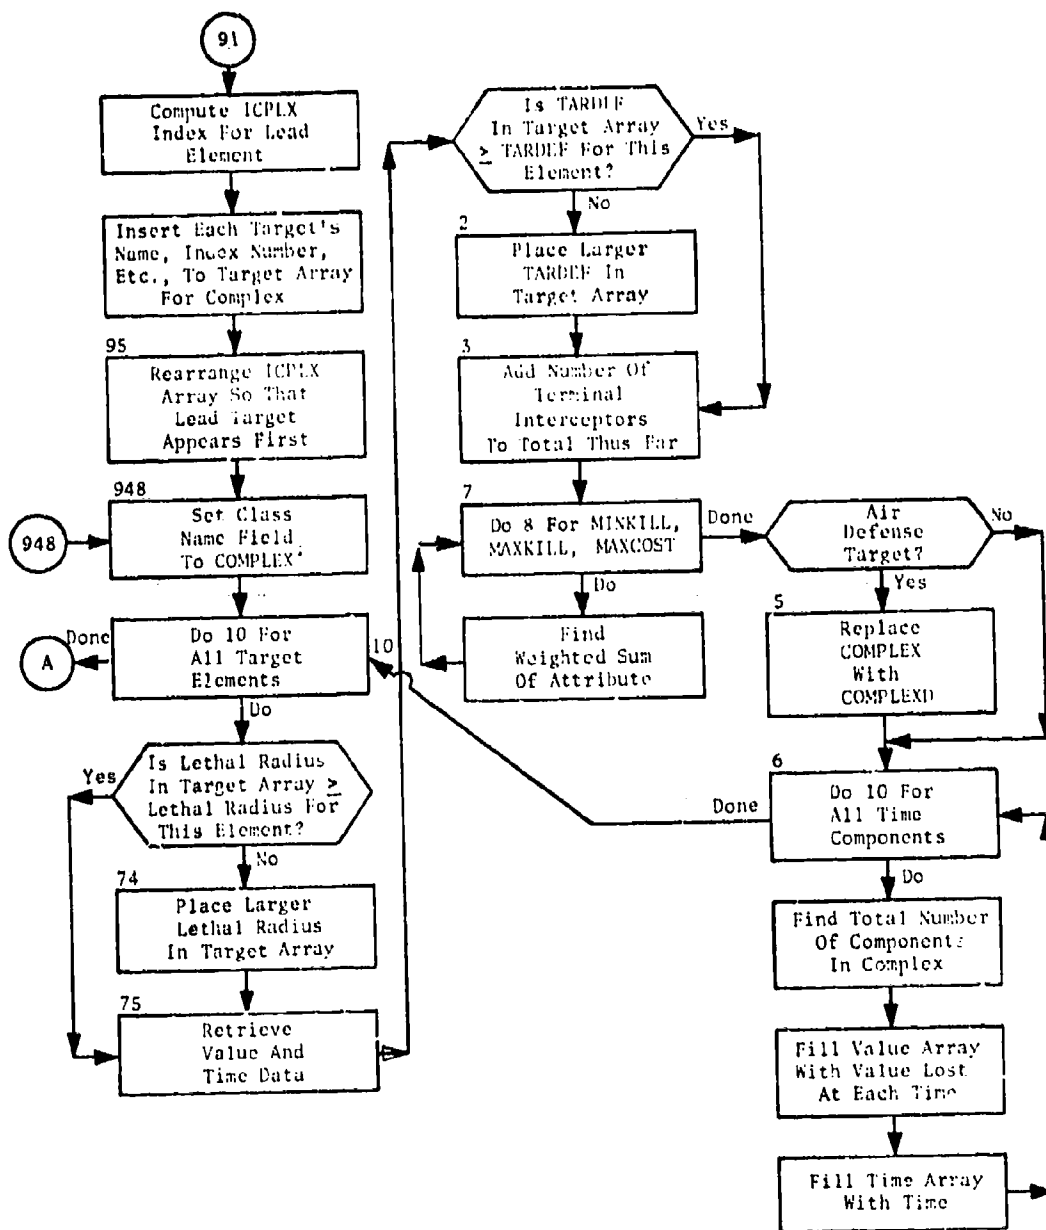 91
Compute ICPLX
Index For Lead
Element
Insert Each Target's
Name, Index Number,
Etc., To Target Array
For Complex
95
Rearrange ICPLX
Array So That
Lead Target
Appears First
948
948
Set Class
Name Field
To COMPLEX
A
Done
Do 10 For
All Target
Elements
10
Do
Yes
Is Lethal Radius
In Target Array ≥
Lethal Radius For
This Element?
No
74
Place Larger
Lethal Radius
In Target Array
75
Retrieve
Value And
Time Data
Is TARDEF
In Target Array
≥ TARDEF For This
Element?
Yes
No
2
Place Larger
TARDEF In
Target Array
3
Add Number Of
Terminal
Interceptors
To Total Thus Far
7
Do 8 For MINKILL,
MAXKILL, MAXCOST
Done
Do
Find
Weighted Sum
Of Attribute
Air
Defense
Target?
No
Yes
5
Replace
COMPLEX
With
COMPLEXD
6
Done
Do 10 For
All Time
Components
Do
Find Total Number
Of Components
In Complex
Fill Value Array
With Value Lost
At Each Time
Fill Time Array
With Time